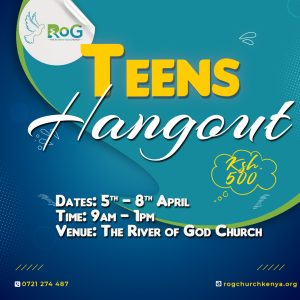 RoG
Teens
Hangout
Ksh.
500
Dates: 5th – 8th April
Time: 9am – 1pm
Venue: The River of God Church
0721 274 487
rogchurchkenya.org